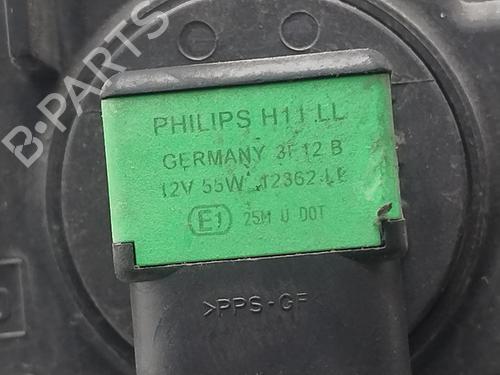 B-PARTS
PHILIPS H11 LL
GERMANY 3F12 B
12V 55W 12362 LL
E1 25M U DOT
>PPS-GF